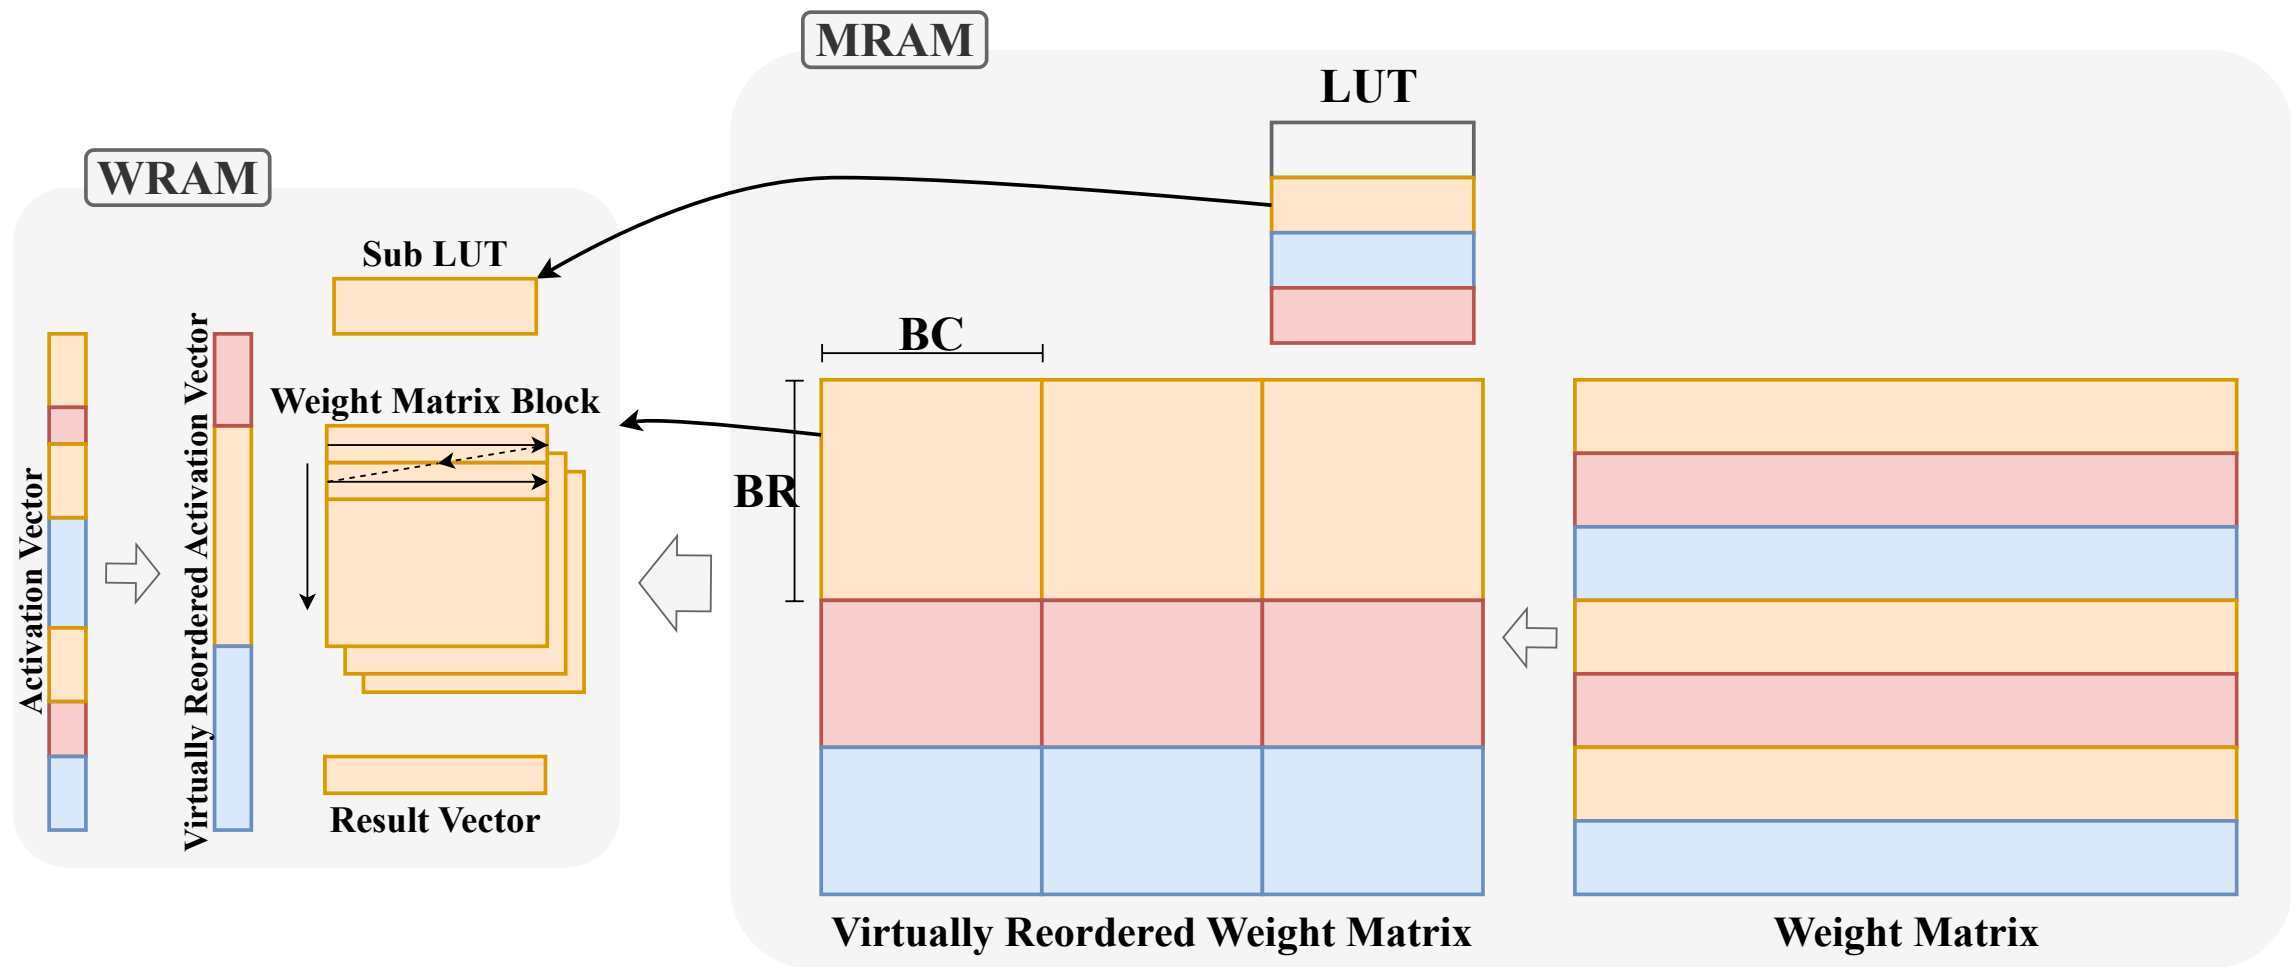 MRAM
LUT
WRAM
Sub LUT
BC
Weight Matrix Block
BR
Activation Vector
Virtually Reordered Activation Vector
Result Vector
Virtually Reordered Weight Matrix
Weight Matrix